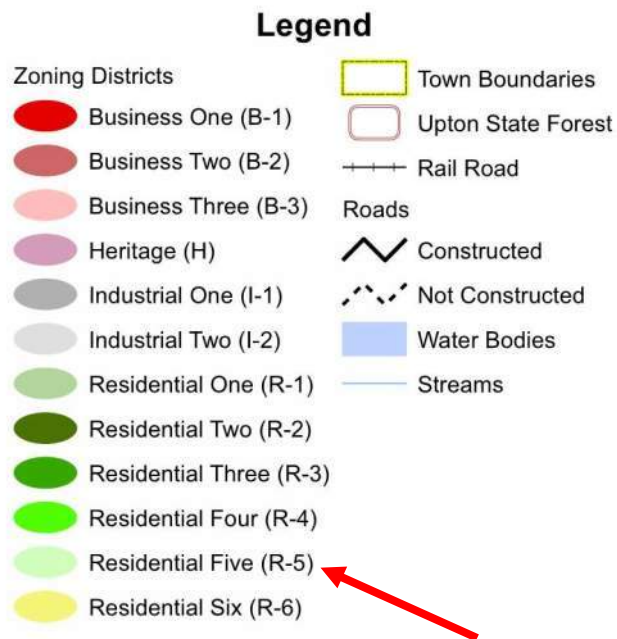 Legend
Zoning Districts
Business One (B-1)
Business Two (B-2)
Business Three (B-3)
Heritage (H)
Industrial One (I-1)
Industrial Two (I-2)
Residential One (R-1)
Residential Two (R-2)
Residential Three (R-3)
Residential Four (R-4)
Residential Five (R-5)
Residential Six (R-6)
Town Boundaries
Upton State Forest
Rail Road
Roads
Constructed
Not Constructed
Water Bodies
Streams